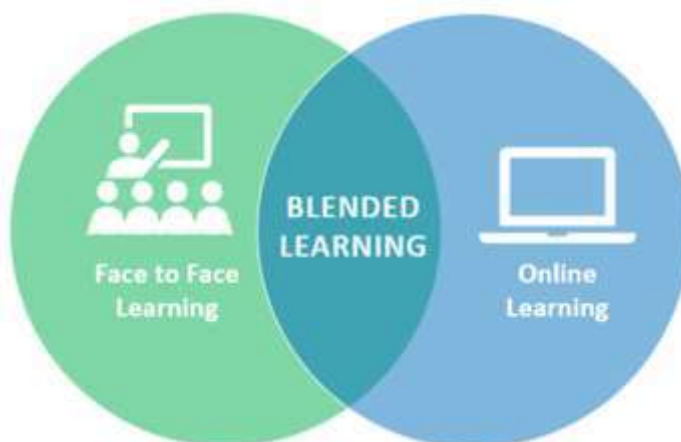 BLENDED
LEARNING
Face to Face
Learning
Online
Learning